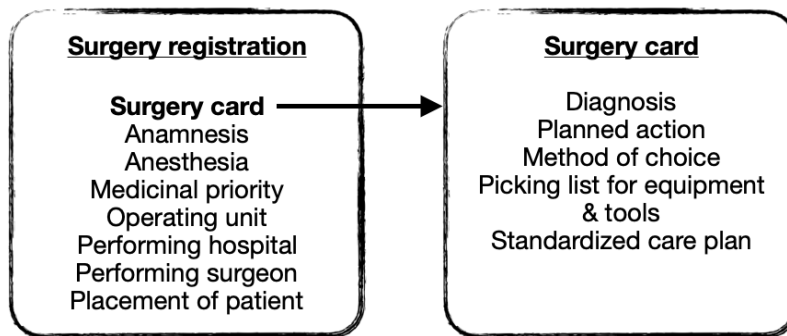 Surgery registration
Surgery card
Anamnesis
Anesthesia
Medicinal priority
Operating unit
Performing hospital
Performing surgeon
Placement of patient
Surgery card
Diagnosis
Planned action
Method of choice
Picking list for equipment
& tools
Standardized care plan